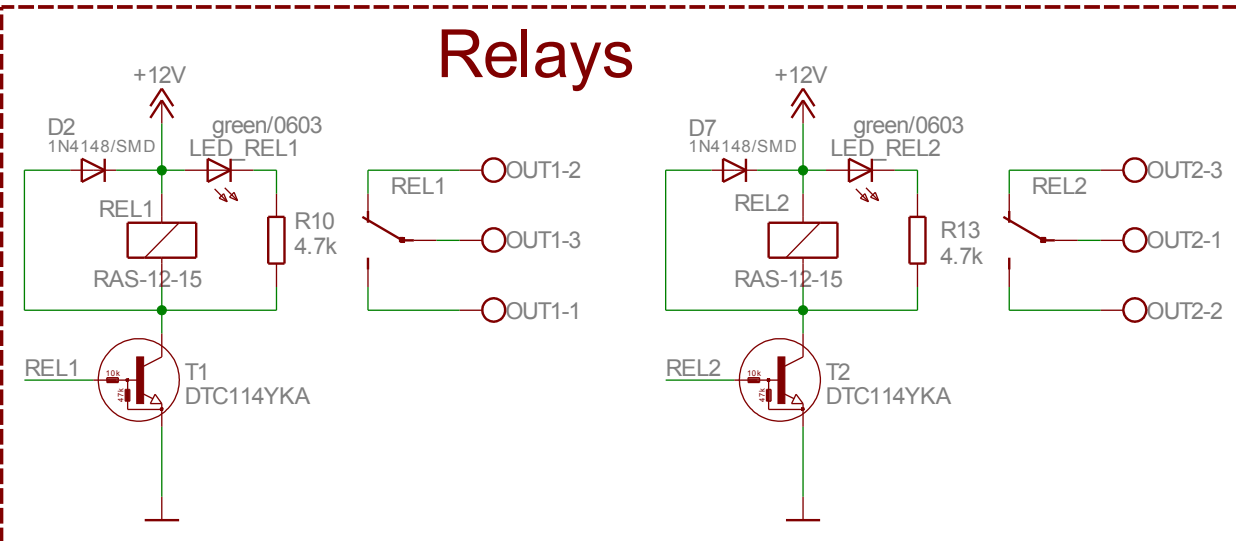 Relays
+12V
D2
1N4148/SMD
green/0603
LED_REL1
REL1
RAS-12-15
R10
4.7k
REL1
OUT1-2
OUT1-3
OUT1-1
REL1
10k
47k
T1
DTC114YKA
+12V
D7
1N4148/SMD
green/0603
LED_REL2
REL2
RAS-12-15
R13
4.7k
REL2
OUT2-3
OUT2-1
OUT2-2
REL2
10k
47k
T2
DTC114YKA